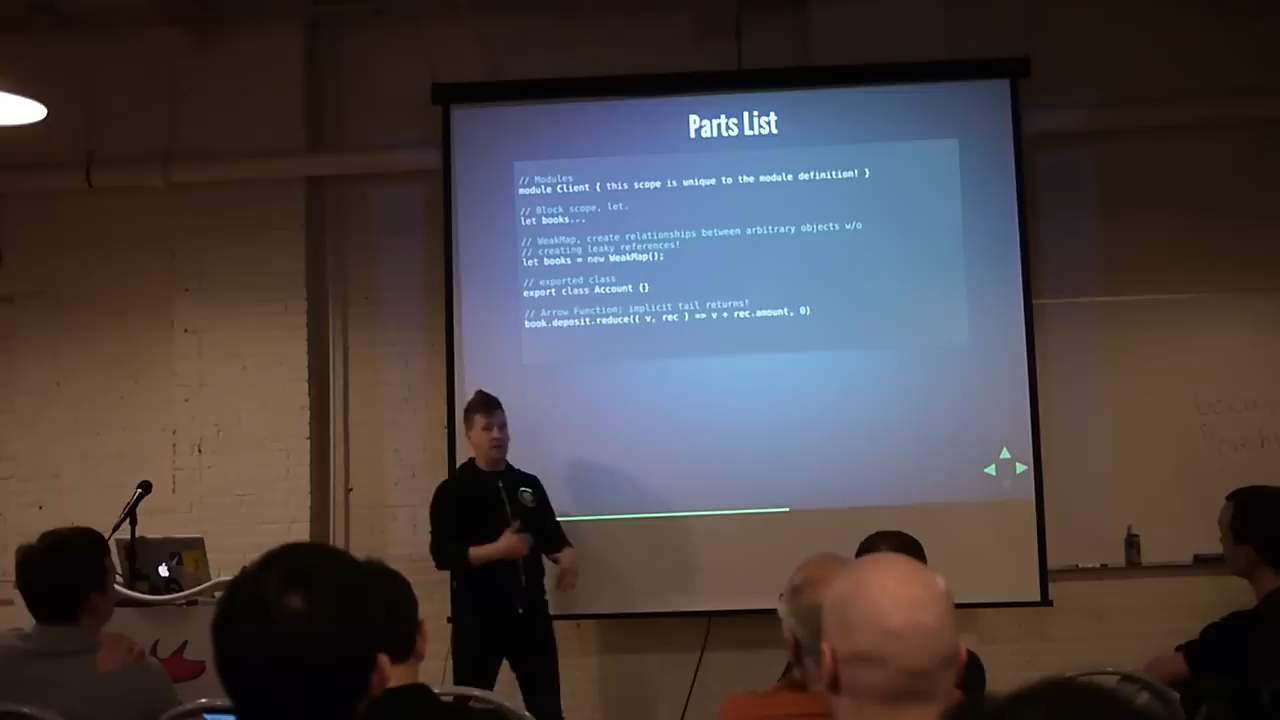 Parts List
// Modules
module Client { this scope is unique to the module definition! }
// Block scope, let.
let books...
// WeakMap, create relationships between arbitrary objects w/o
// creating leaky references!
let books = new WeakMap();
// exported class
export class Account {}
// Arrow Function; implicit tail returns!
book.deposit.reduce(( v, rec ) => v + rec.amount, 0)